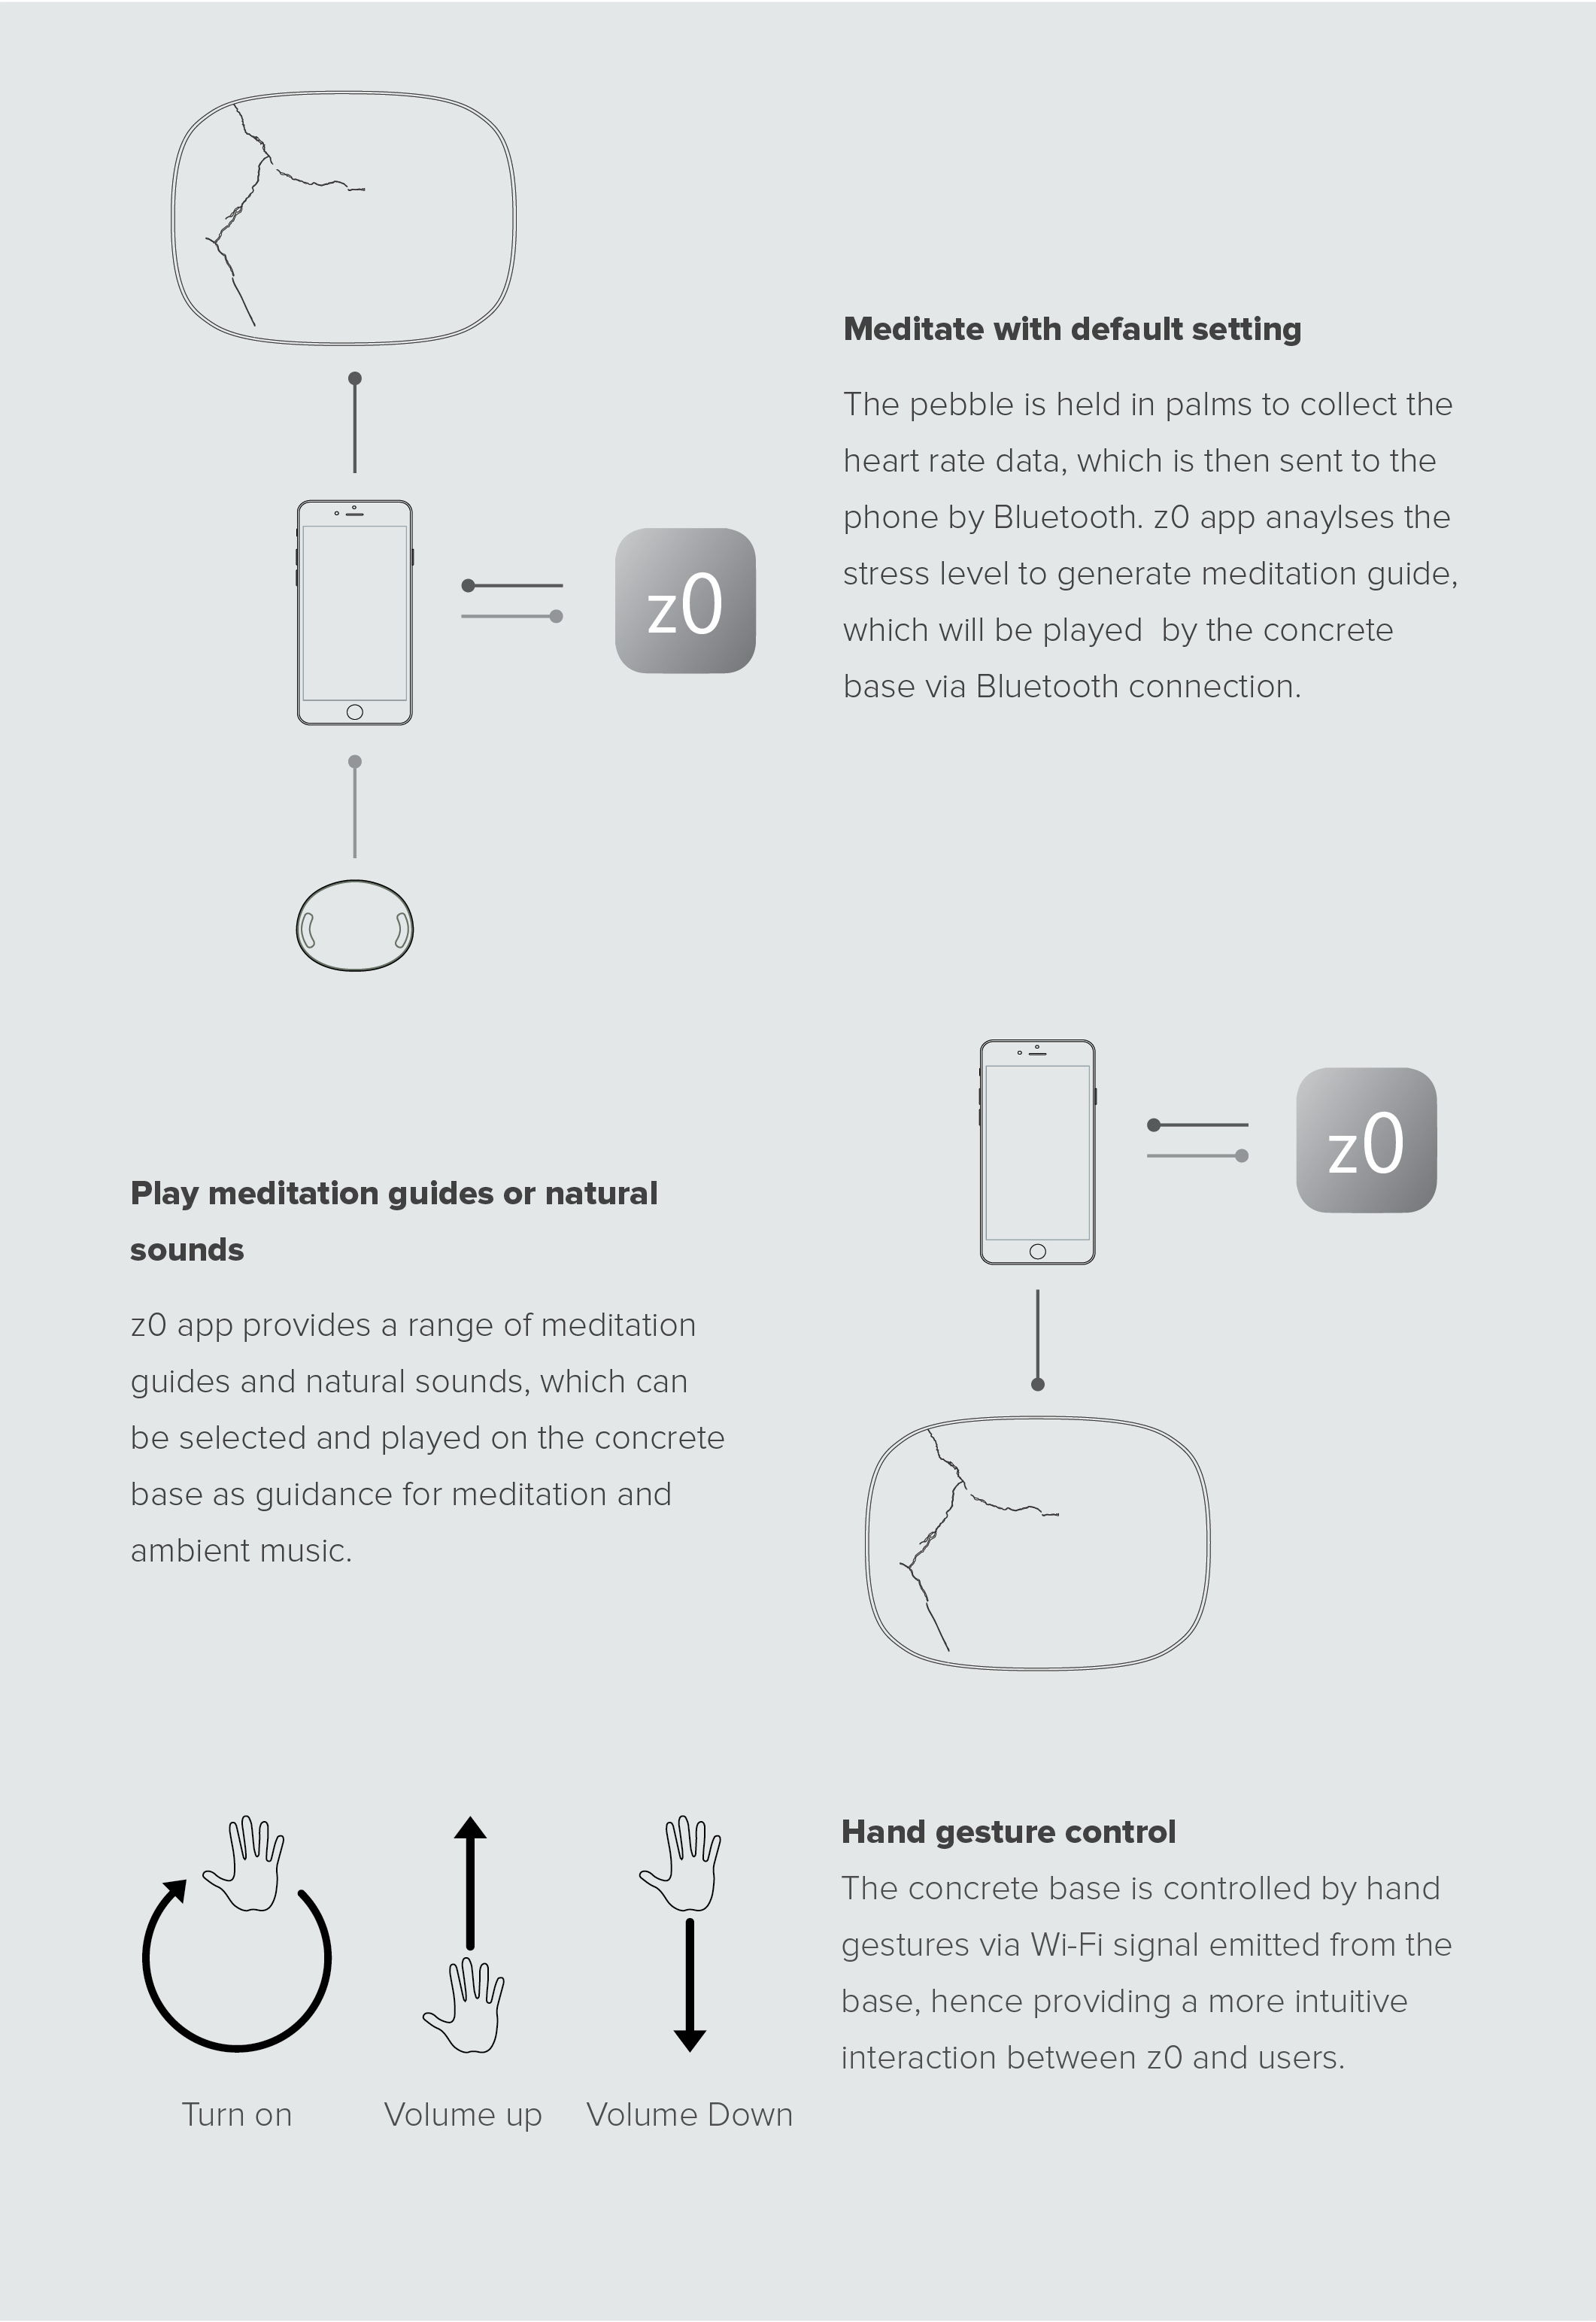 Meditate with default setting
The pebble is held in palms to collect the
heart rate data, which is then sent to the
phone by Bluetooth. z0 app anaylses the
stress level to generate meditation guide,
which will be played  by the concrete
base via Bluetooth connection.
z0
z0
Play meditation guides or natural
sounds
z0 app provides a range of meditation
guides and natural sounds, which can
be selected and played on the concrete
base as guidance for meditation and
ambient music.
Hand gesture control
The concrete base is controlled by hand
gestures via Wi-Fi signal emitted from the
base, hence providing a more intuitive
interaction between z0 and users.
Turn on
Volume up
Volume Down